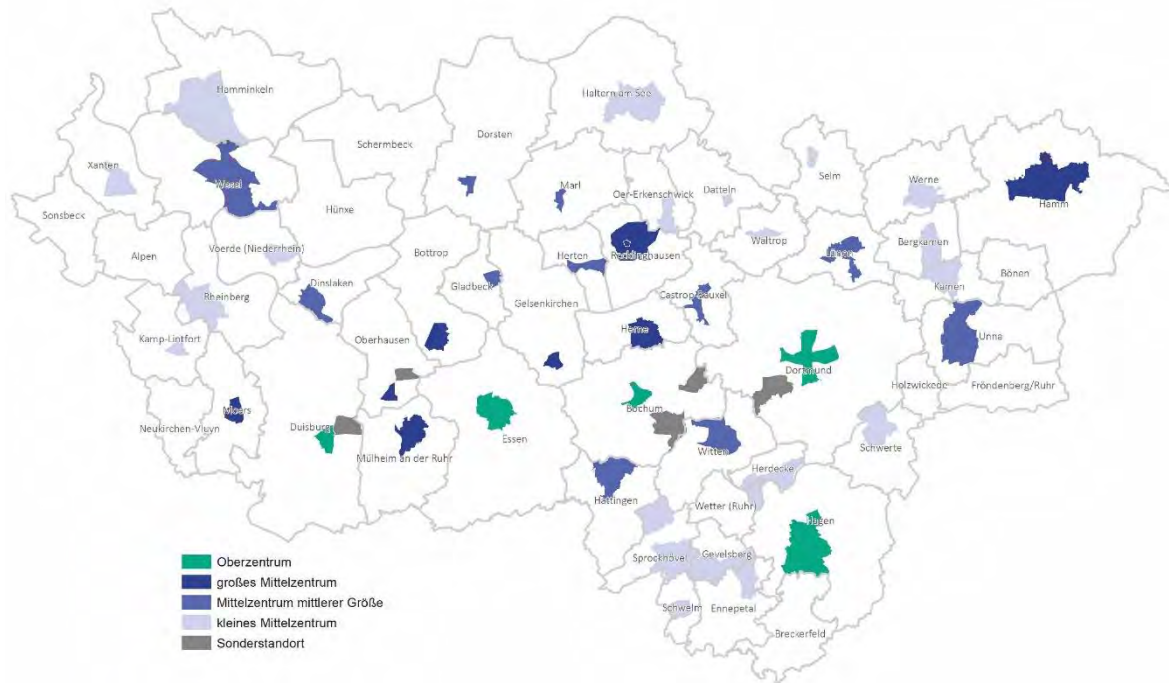 Hamminkeln
Haltern am See
Dorsten
Schermbeck
Xanten
Wesel
Marl
Oer-Erkenschwick
Datteln
Selm
Werne
Hamm
Sonsbeck
Hünxe
Alpen
Voerde (Niederrhein)
Bottrop
Herten
Recklinghausen
Waltrop
Lünen
Bergkamen
Bönen
Kamen
Rheinberg
Dinslaken
Gladbeck
Gelsenkirchen
Castrop-Rauxel
Kamp-Lintfort
Oberhausen
Herne
Unna
Dortmund
Holzwickede
Fröndenberg/Ruhr
Moers
Neukirchen-Vluyn
Duisburg
Bochum
Essen
Mülheim an der Ruhr
Witten
Schwerte
Herdecke
Hattingen
Wetter (Ruhr)
Hagen
Sprockhövel
Gevelsberg
Schwelm
Ennepetal
Breckerfeld
Oberzentrum
großes Mittelzentrum
Mittelzentrum mittlerer Größe
kleines Mittelzentrum
Sonderstandort